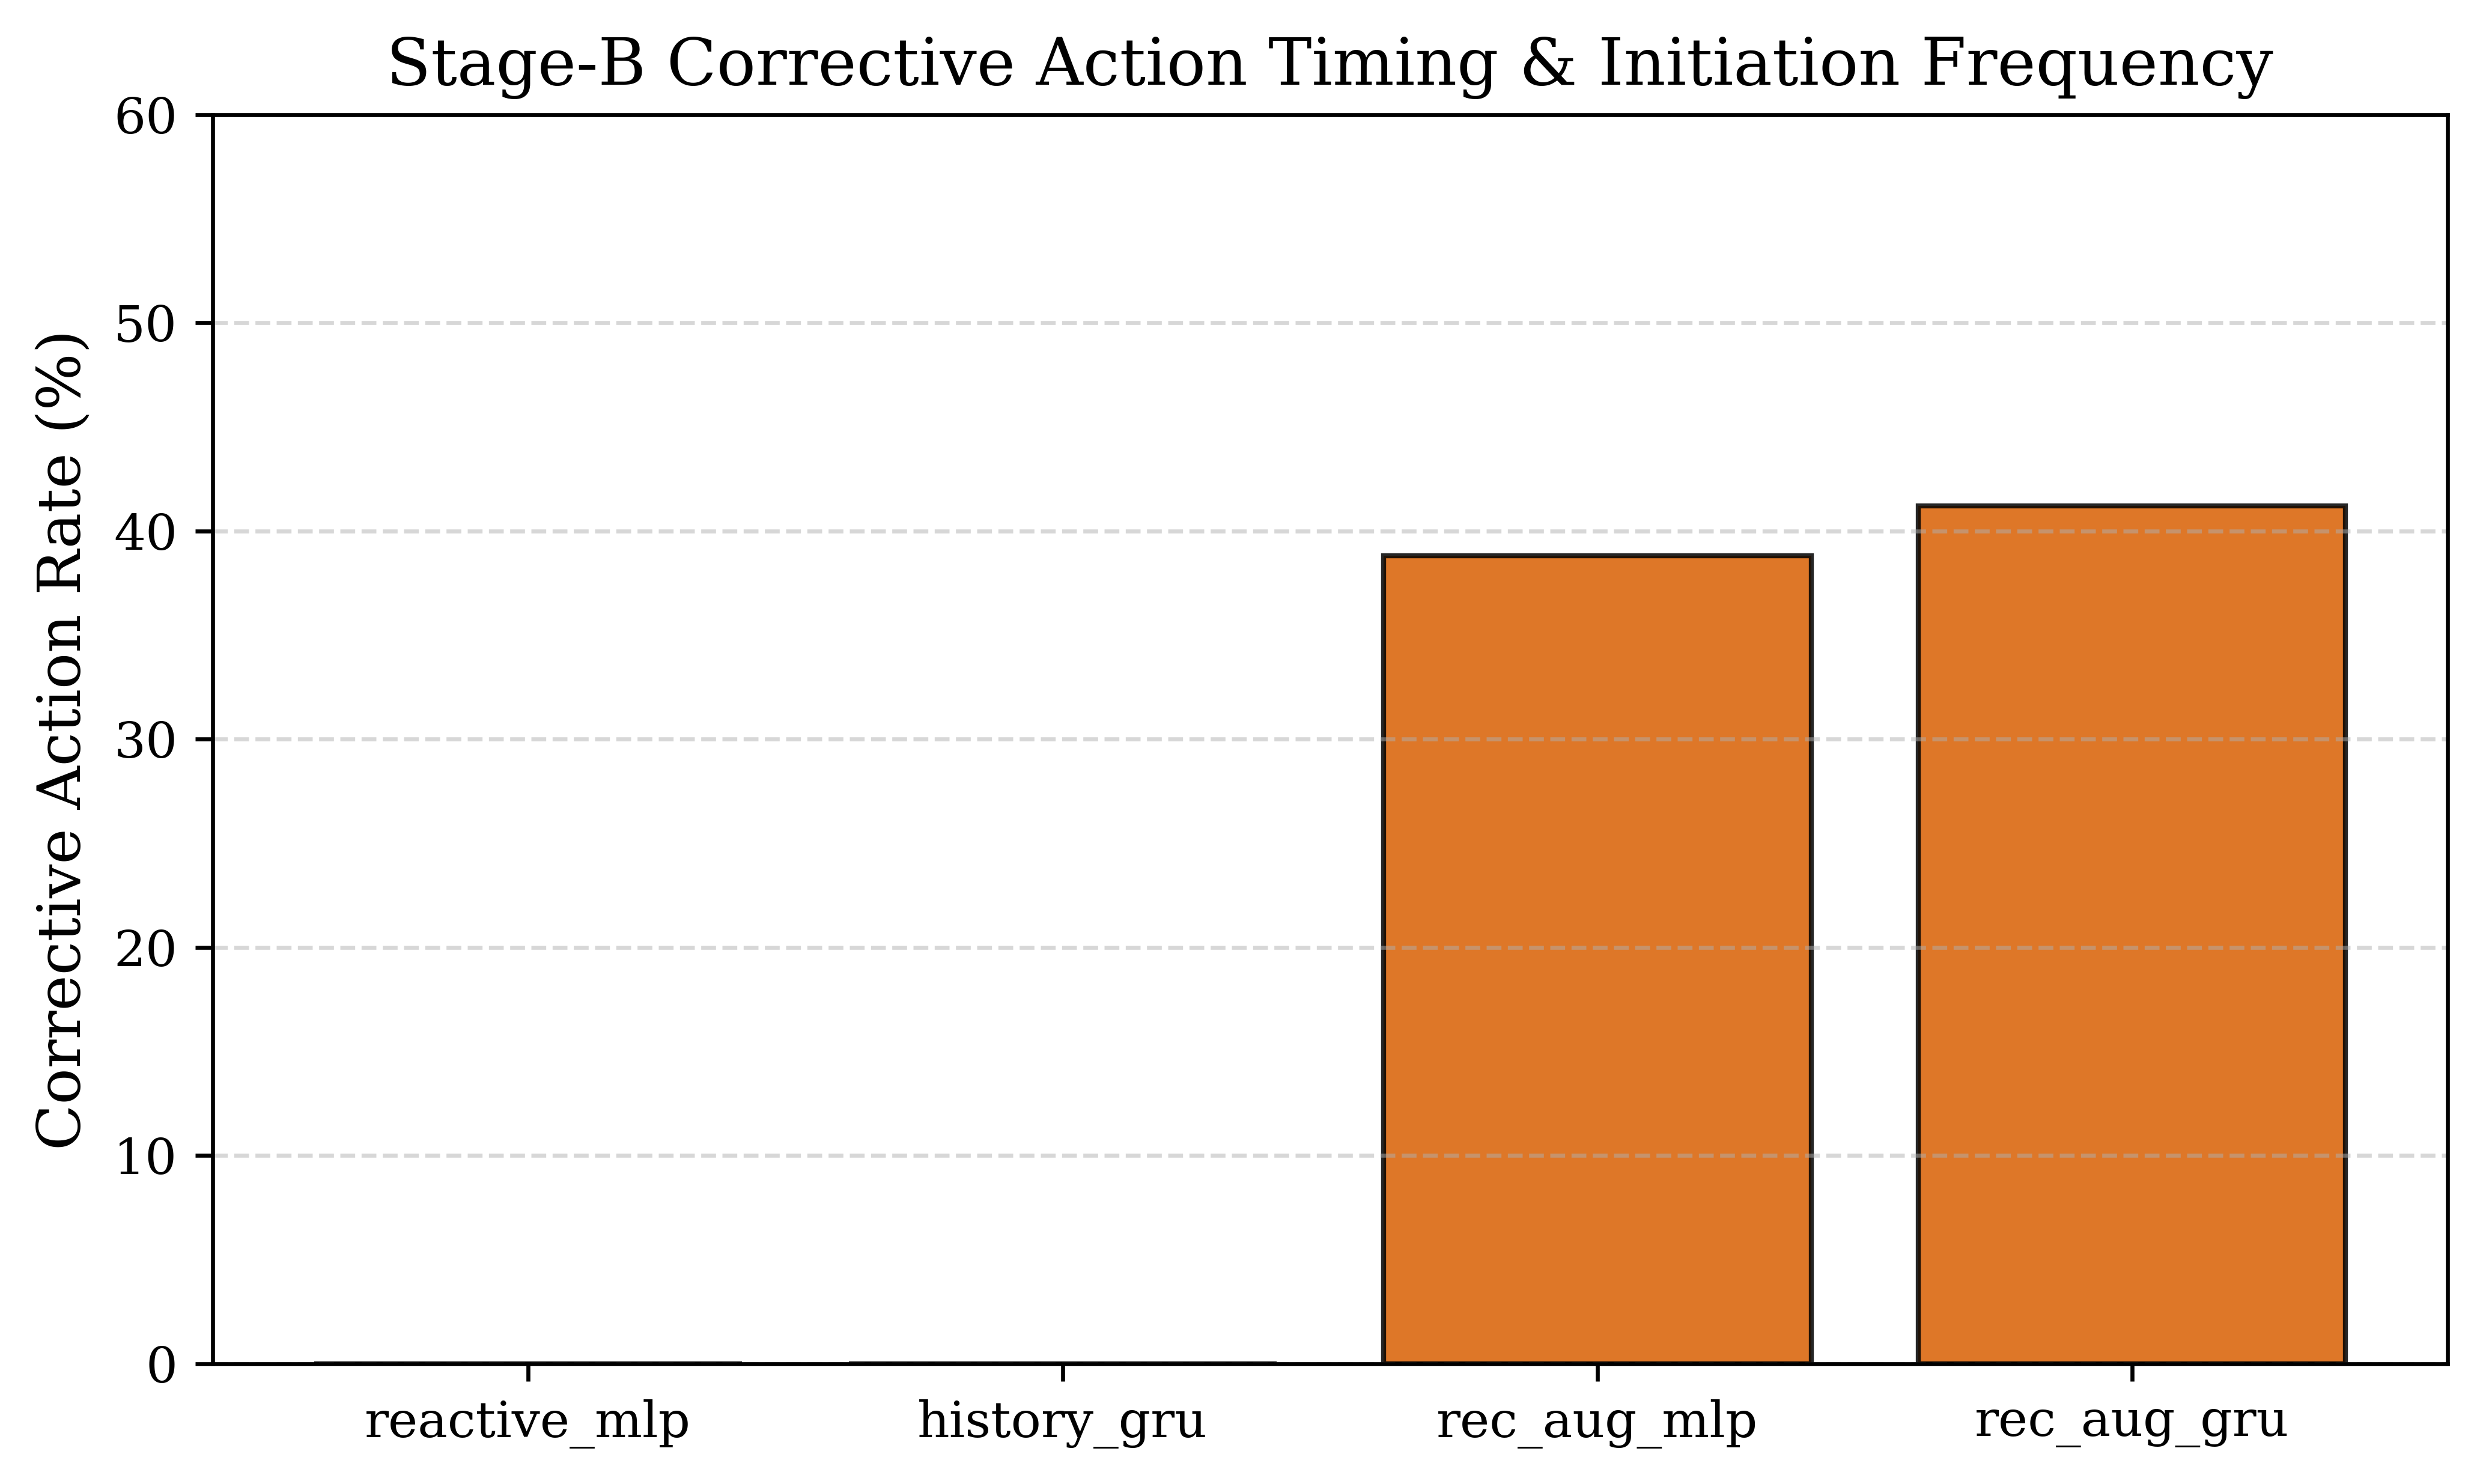 Stage-B Corrective Action Timing & Initiation Frequency
Corrective Action Rate (%)
60
50
40
30
20
10
0
reactive_mlp history_gru rec_aug_mlp rec_aug_gru